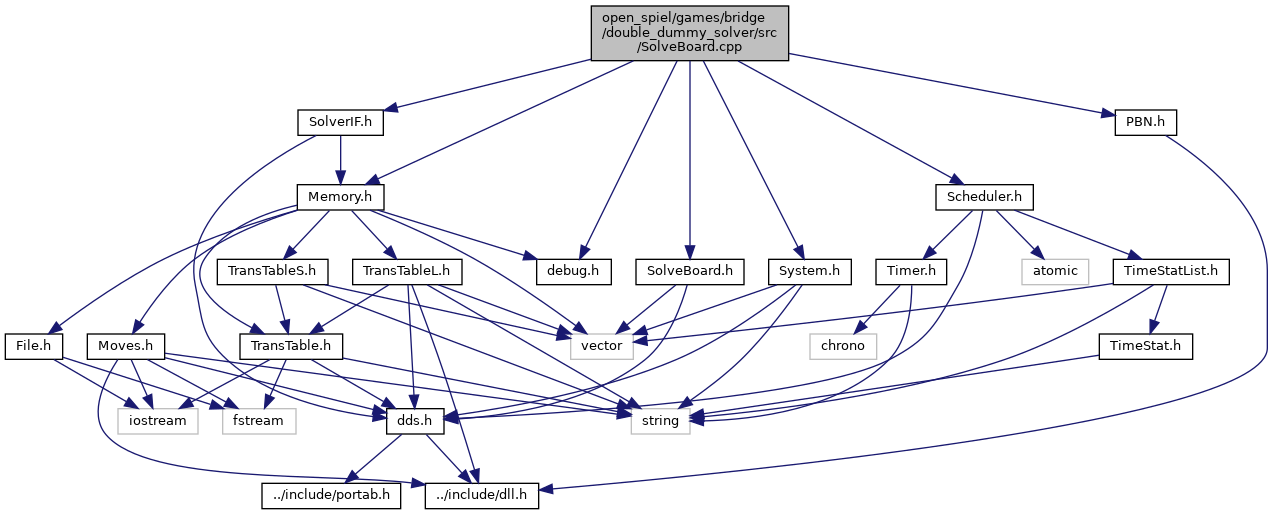 open_spiel/games/bridge
/double_dummy_solver/src
/SolveBoard.cpp
SolverIF.h
PBN.h
Memory.h
Scheduler.h
TransTableS.h
TransTableL.h
debug.h
SolveBoard.h
System.h
Timer.h
atomic
TimeStatList.h
File.h
Moves.h
TransTable.h
vector
chrono
TimeStat.h
iostream
fstream
dds.h
string
../include/portab.h
../include/dll.h